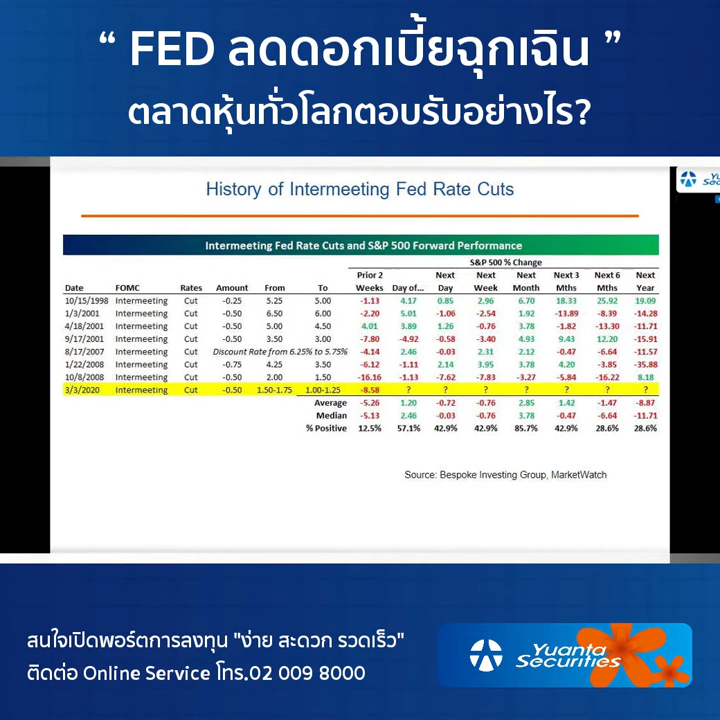 “ FED ลดดอกเบี้ยฉุกเฉิน ”
ตลาดหุ้นทั่วโลกตอบรับอย่างไร?
History of Intermeeting Fed Rate Cuts
Intermeeting Fed Rate Cuts and S&P 500 Forward Performance
S&P 500 % Change
Prior 2 Next Next Next Next 3 Next 6 Next
Date FOMC Rates Amount From To Weeks Day of... Day Week Month Mths Mths Year
10/15/1998 Intermeeting Cut -0.25 5.25 5.00 -1.13 4.17 0.85 2.96 6.70 18.33 25.92 19.09
1/3/2001 Intermeeting Cut -0.50 6.50 6.00 -2.20 5.01 -1.06 -2.54 1.92 -13.89 -8.39 -14.28
4/18/2001 Intermeeting Cut -0.50 5.00 4.50 4.01 3.89 1.26 -0.76 3.78 -1.82 -13.30 -11.71
9/17/2001 Intermeeting Cut -0.50 3.50 3.00 -7.80 -4.92 -0.58 -3.40 4.93 9.43 12.20 -15.91
8/17/2007 Intermeeting Discount Rate from 6.25% to 5.75% -4.14 2.46 -0.03 2.31 2.12 -0.47 -6.64 -11.57
1/22/2008 Intermeeting Cut -0.75 4.25 3.50 -6.12 -1.11 2.14 3.95 3.78 4.20 -3.85 -35.88
10/8/2008 Intermeeting Cut -0.50 2.00 1.50 -16.16 -1.13 -7.62 -7.83 -3.27 -5.84 -16.22 8.18
3/3/2020 Intermeeting Cut -0.50 1.50-1.75 1.00-1.25 -8.58 ? ? ? ? ? ? ?
Average -5.26 1.20 -0.72 -0.76 2.85 1.42 -1.47 -8.87
Median -5.13 2.46 -0.03 -0.76 3.78 -0.47 -6.64 -11.71
% Positive 12.5% 57.1% 42.9% 42.9% 85.7% 42.9% 28.6% 28.6%
Source: Bespoke Investing Group, MarketWatch
สนใจเปิดพอร์ตการลงทุน "ง่าย สะดวก รวดเร็ว"
ติดต่อ Online Service โทร.02 009 8000
Yuanta
Securities